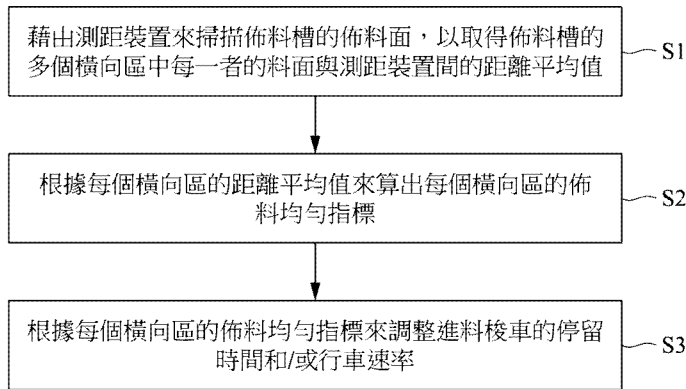 藉由測距裝置來掃描佈料槽的佈料面，以取得佈料槽的
多個橫向區中每一者的料面與測距裝置間的距離平均值
S1
根據每個橫向區的距離平均值來算出每個橫向區的佈
料均勻指標
S2
根據每個橫向區的佈料均勻指標來調整進料梭車的停留
時間和/或行車速率
S3